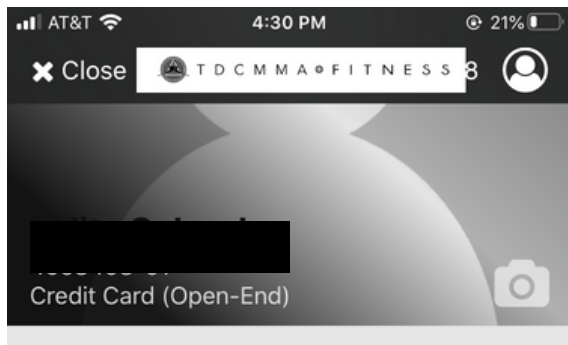 AT&T 4:30 PM 21%
Close TDCMMA FITNESS 8
Credit Card (Open-End)